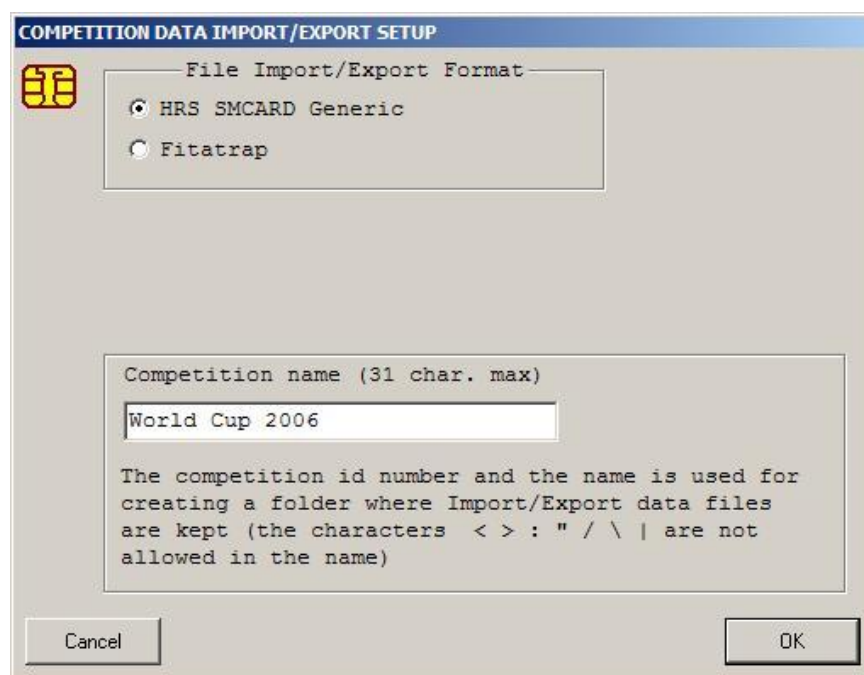 COMPETITION DATA IMPORT/EXPORT SETUP
File Import/Export Format
HRS SMCARD Generic
Fitatrap
Competition name (31 char. max)
World Cup 2006
The competition id number and the name is used for
creating a folder where Import/Export data files
are kept (the characters < > : " / \ | are not
allowed in the name)
Cancel
OK